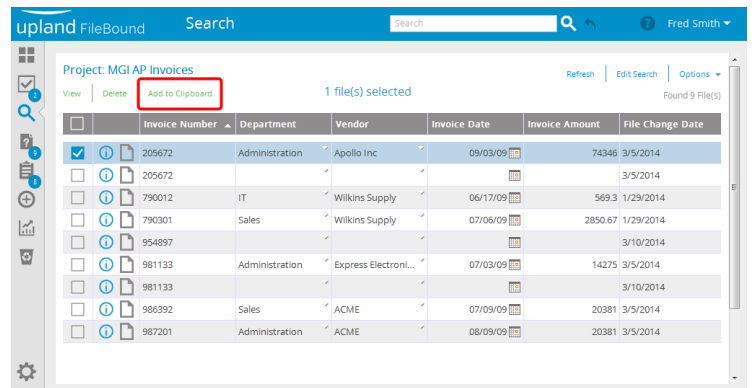 upland FileBound Search Search Fred Smith
Project: MGI AP Invoices Refresh Edit Search Options
View Delete Add to Clipboard 1 file(s) selected Found 9 File(s)
Invoice Number Department Vendor Invoice Date Invoice Amount File Change Date
205672 Administration Apollo Inc 09/03/09 74346 3/5/2014
205672 3/5/2014
790012 IT Wilkins Supply 06/17/09 569.3 1/29/2014
790301 Sales Wilkins Supply 07/06/09 2850.67 1/29/2014
954897 3/10/2014
981133 Administration Express Electroni... 07/03/09 14275 3/5/2014
981133 3/10/2014
986392 Sales ACME 07/09/09 20381 3/5/2014
987201 Administration ACME 08/09/09 20381 3/5/2014
2
9
8